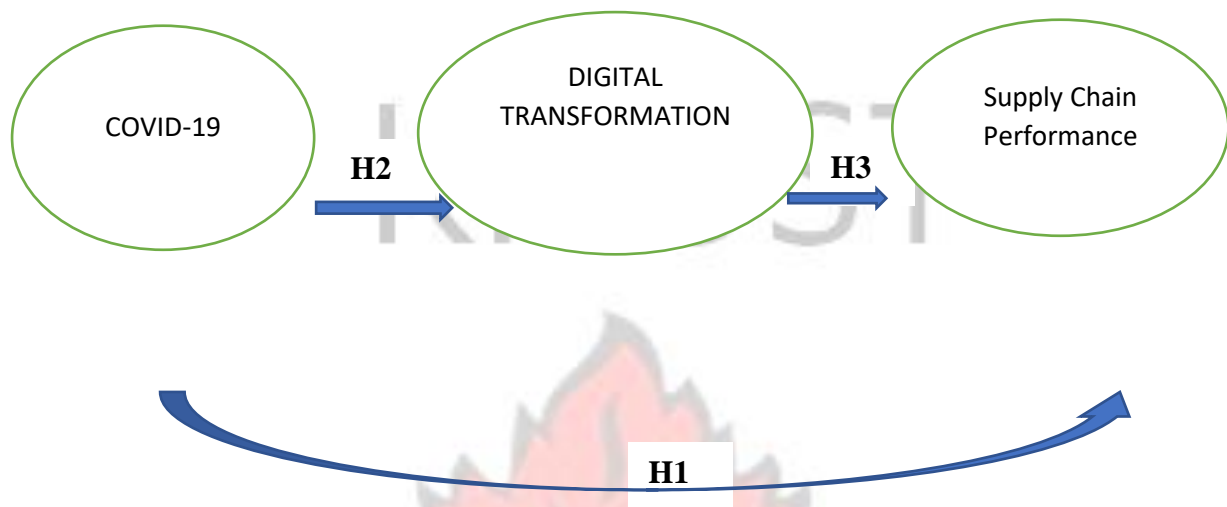 COVID-19
DIGITAL
TRANSFORMATION
Supply Chain
Performance
H2
H3
H1